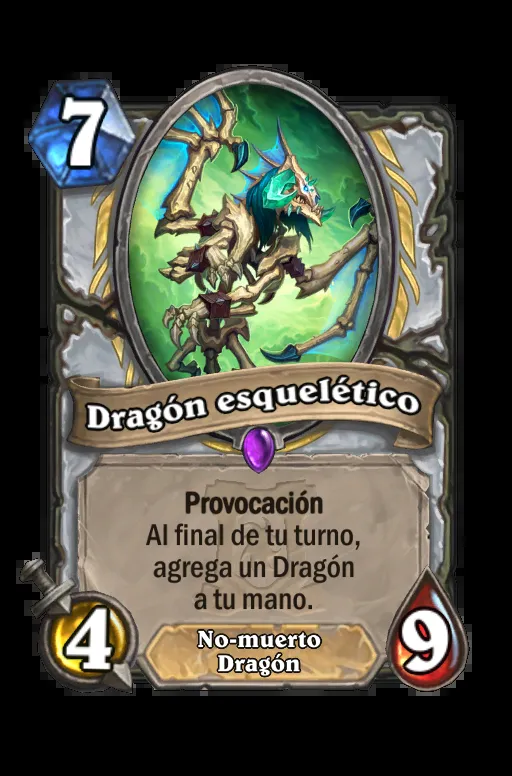 7
Dragón esquelético
Provocación
Al final de tu turno,
agrega un Dragón
a tu mano.
4
No-muerto
Dragón
9